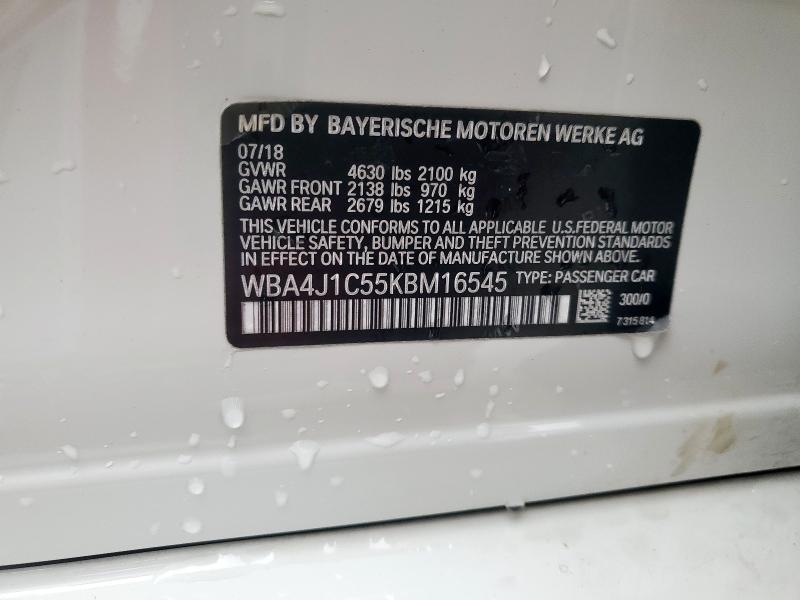 MFD BY BAYERISCHE MOTOREN WERKE AG
07/18
GVWR 4630 lbs 2100 kg
GAWR FRONT 2138 lbs 970 kg
GAWR REAR 2679 lbs 1215 kg
THIS VEHICLE CONFORMS TO ALL APPLICABLE U.S.FEDERAL MOTOR
VEHICLE SAFETY, BUMPER AND THEFT PREVENTION STANDARDS
IN EFFECT ON THE DATE OF MANUFACTURE SHOWN ABOVE.
WBA4J1C55KBM16545 TYPE: PASSENGER CAR
300/0
7315814